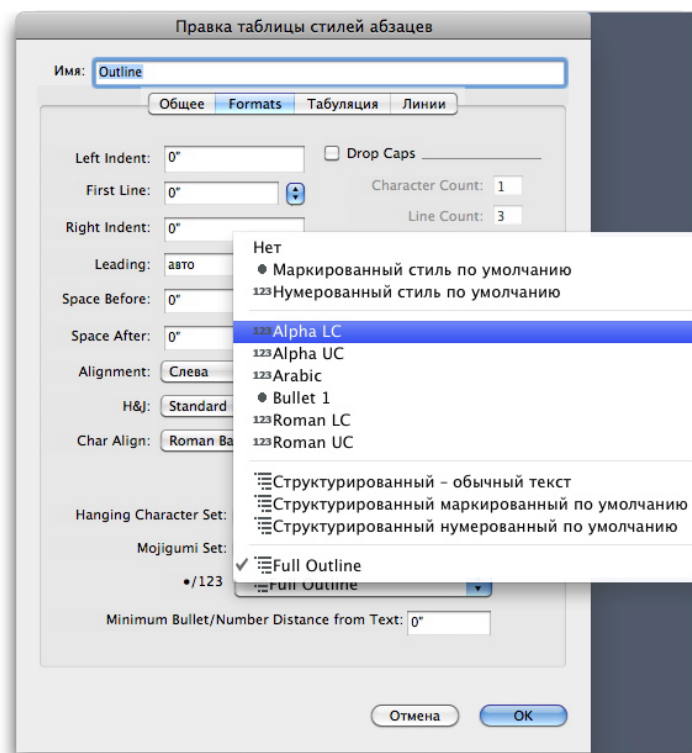 Правка таблицы стилей абзацев
Имя: Outline
Общее Formats Табуляция Линии
Left Indent: 0"
Drop Caps
First Line: 0"
Character Count: 1
Line Count: 3
Right Indent: 0"
Leading: авто
Space Before: 0"
Space After: 0"
Alignment: Слева
H&J: Standard
Char Align: Roman Ba
Hanging Character Set:
Mojigumi Set:
•/123 Full Outline
Нет
• Маркированный стиль по умолчанию
123 Нумерованный стиль по умолчанию
123 Alpha LC
123 Alpha UC
123 Arabic
• Bullet 1
123 Roman LC
123 Roman UC
Структурированный – обычный текст
Структурированный маркированный по умолчанию
Структурированный нумерованный по умолчанию
✓ Full Outline
Minimum Bullet/Number Distance from Text: 0"
Отмена OK